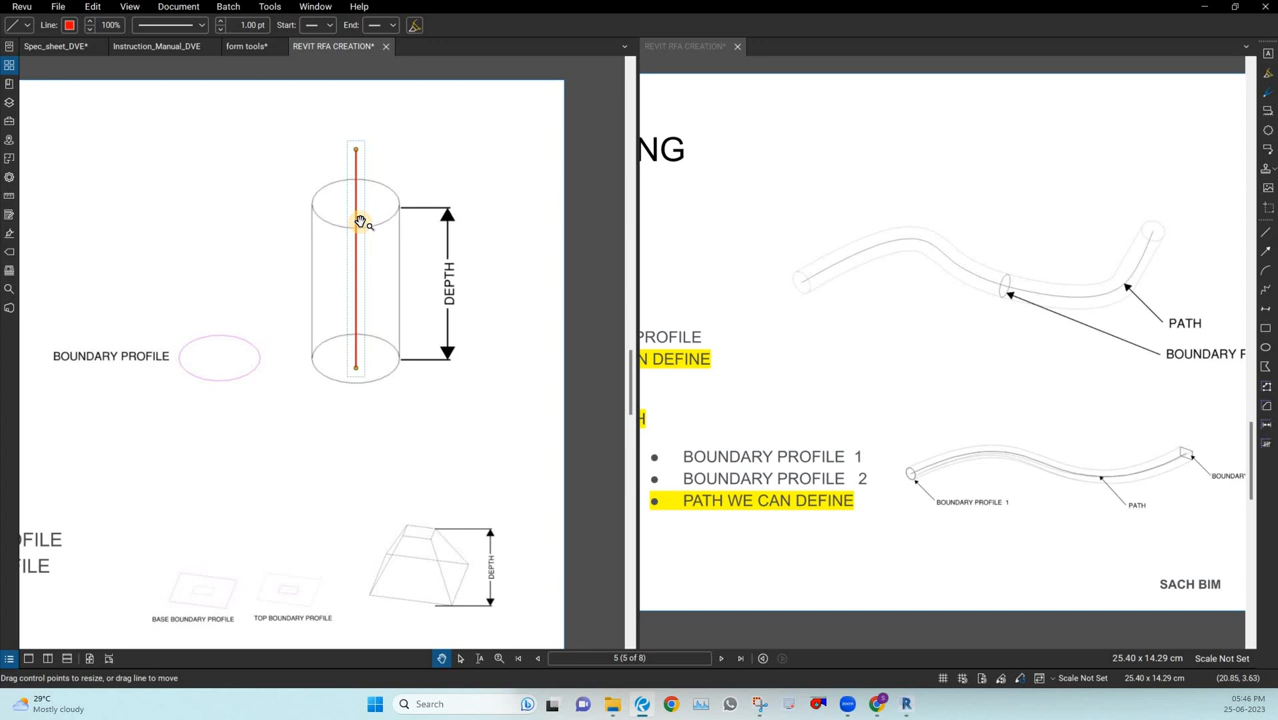 Revu File Edit View Document Batch Tools Window Help
Line: 100% 1.00 pt Start: End:
Spec_sheet_DVE* Instruction_Manual_DVE form tools* REVIT RFA CREATION* REVIT RFA CREATION*
NG
DEPTH
BOUNDARY PROFILE
PATH
BOUNDARY P
PROFILE
N DEFINE
H
• BOUNDARY PROFILE 1
• BOUNDARY PROFILE 2
• PATH WE CAN DEFINE
BOUNDARY
BOUNDARY PROFILE 1
PATH
OFILE
FILE
DEPTH
BASE BOUNDARY PROFILE
TOP BOUNDARY PROFILE
SACH BIM
5 (5 of 8)
25.40 x 14.29 cm Scale Not Set
Drag control points to resize, or drag line to move
Scale Not Set 25.40 x 14.29 cm (20.85, 3.63)
29°C
Mostly cloudy
Search
05:46 PM
25-06-2023